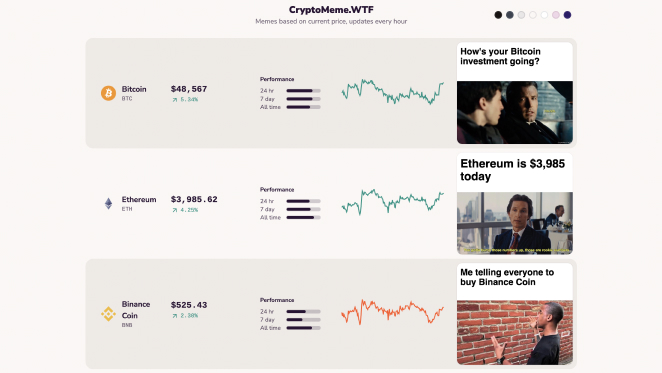 CryptoMeme.WTF
Memes based on current price, updates every hour
Bitcoin
BTC
$48,567
5.34%
Performance
24 hr
7 day
All time
How's your Bitcoin
investment going?
Ethereum
ETH
$3,985.62
4.25%
Performance
24 hr
7 day
All time
Ethereum is $3,985
today
Binance
Coin
BNB
$525.43
2.30%
Performance
24 hr
7 day
All time
Me telling everyone to
buy Binance Coin